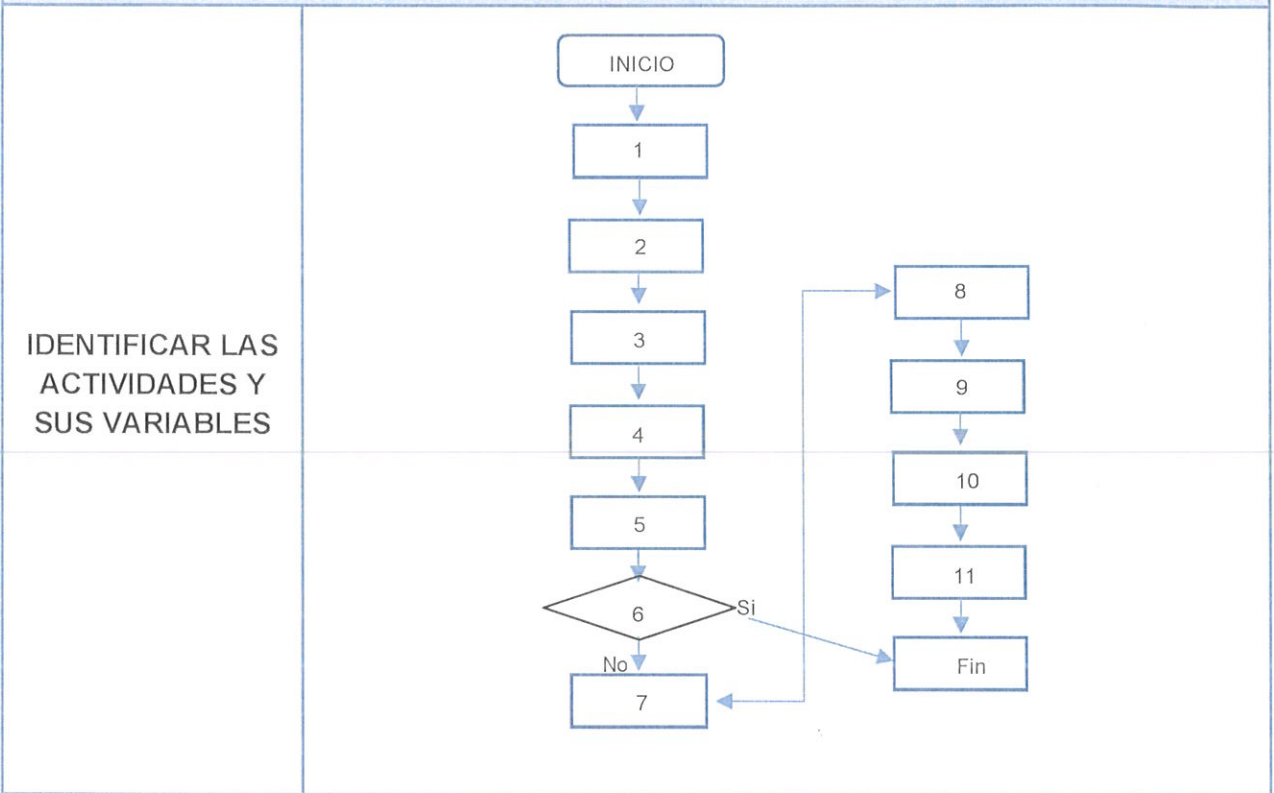 IDENTIFICAR LAS
ACTIVIDADES Y
SUS VARIABLES
INICIO
1
2
3
4
5
6
Si
No
7
8
9
10
11
Fin